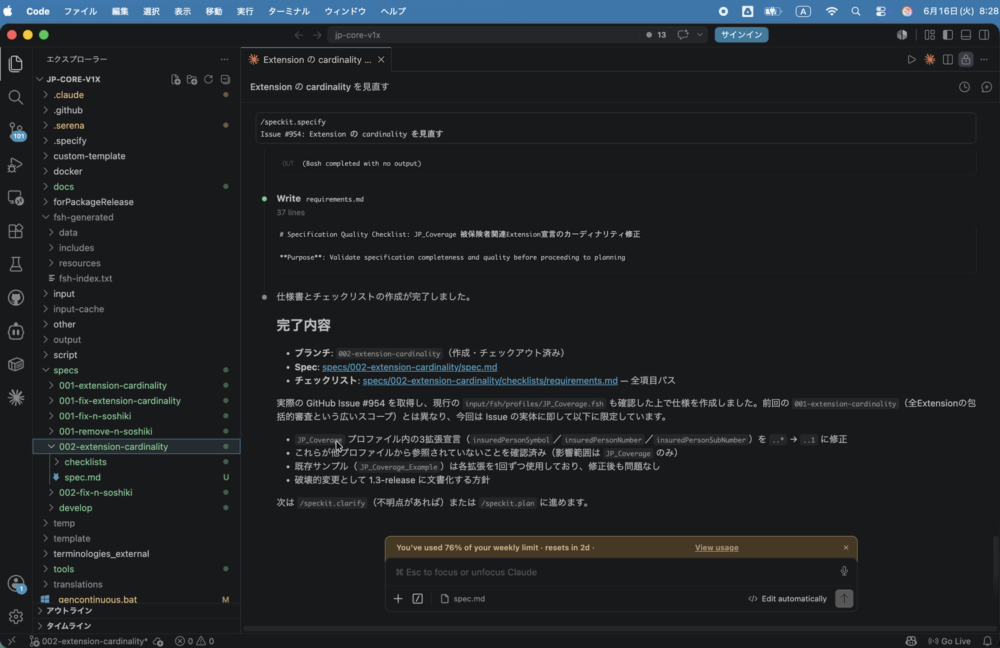 Code ファイル 編集 選択 表示 移動 実行 ターミナル ウィンドウ ヘルプ A 6月16日(火) 8:28
jp-core-v1x 13 サインイン
エクスプローラー
JP-CORE-V1X
.claude
.github
.serena
.specify
custom-template
docker
docs
forPackageRelease
fsh-generated
data
includes
resources
fsh-index.txt
input
input-cache
other
output
script
specs
001-extension-cardinality
001-fix-extension-cardinality
001-fix-n-soshiki
001-remove-n-soshiki
002-extension-cardinality
checklists
spec.md U
002-fix-n-soshiki
develop
temp
template
terminologies_external
tools
translations
gencontinuous.bat M
アウトライン
タイムライン
101
1
Extension の cardinality ...
Extension の cardinality を見直す
/speckit.specify
Issue #954: Extension の cardinality を見直す
OUT (Bash completed with no output)
Write requirements.md
37 lines
# Specification Quality Checklist: JP_Coverage 被保険者関連Extension宣言のカーディナリティ修正
**Purpose**: Validate specification completeness and quality before proceeding to planning
仕様書とチェックリストの作成が完了しました。
完了内容
• ブランチ: 002-extension-cardinality （作成・チェックアウト済み）
• Spec: specs/002-extension-cardinality/spec.md
• チェックリスト: specs/002-extension-cardinality/checklists/requirements.md — 全項目パス
実際の GitHub Issue #954 を取得し、現行の input/fsh/profiles/JP_Coverage.fsh も確認した上で仕様を作成しました。前回の 001-extension-cardinality （全Extensionの包
括的審査という広いスコープ）とは異なり、今回は Issue の実体に即して以下に限定しています。
• JP_Coverage プロファイル内の3拡張宣言（ insuredPersonSymbol ／ insuredPersonNumber ／ insuredPersonSubNumber ）を ..* → ..1 に修正
• これらが他プロファイルから参照されていないことを確認済み（影響範囲は JP_Coverage のみ）
• 既存サンプル（ JP_Coverage_Example ）は各拡張を1回ずつ使用しており、修正後も問題なし
• 破壊的変更として 1.3-release に文書化する方針
次は /speckit.clarify （不明点があれば）または /speckit.plan に進めます。
You've used 76% of your weekly limit · resets in 2d · View usage
⌘ Esc to focus or unfocus Claude
spec.md Edit automatically
002-extension-cardinality* 0 0 Go Live